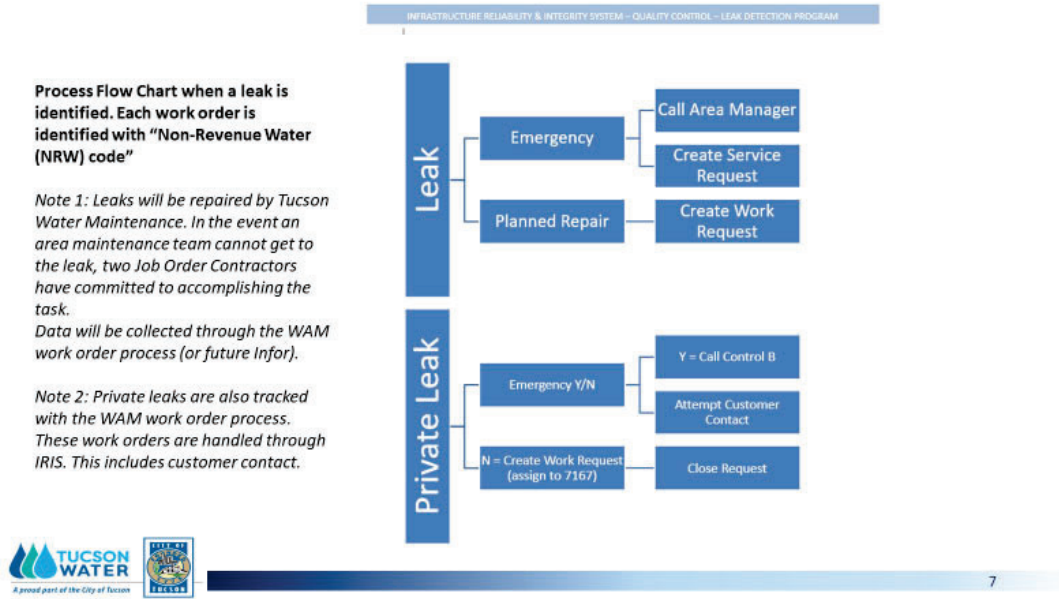 INFRASTRUCTURE RELIABILITY & INTEGRITY SYSTEM – QUALITY CONTROL – LEAK DETECTION PROGRAM
Process Flow Chart when a leak is
identified. Each work order is
identified with “Non-Revenue Water
(NRW) code”
Note 1: Leaks will be repaired by Tucson
Water Maintenance. In the event an
area maintenance team cannot get to
the leak, two Job Order Contractors
have committed to accomplishing the
task.
Data will be collected through the WAM
work order process (or future Infor).
Note 2: Private leaks are also tracked
with the WAM work order process.
These work orders are handled through
IRIS. This includes customer contact.
Leak
Emergency
Call Area Manager
Create Service
Request
Planned Repair
Create Work
Request
Private Leak
Emergency Y/N
Y = Call Control B
Attempt Customer
Contact
N = Create Work Request
(assign to 7167)
Close Request
TUCSON
WATER
A proud part of the City of Tucson
CITY OF
TUCSON
7